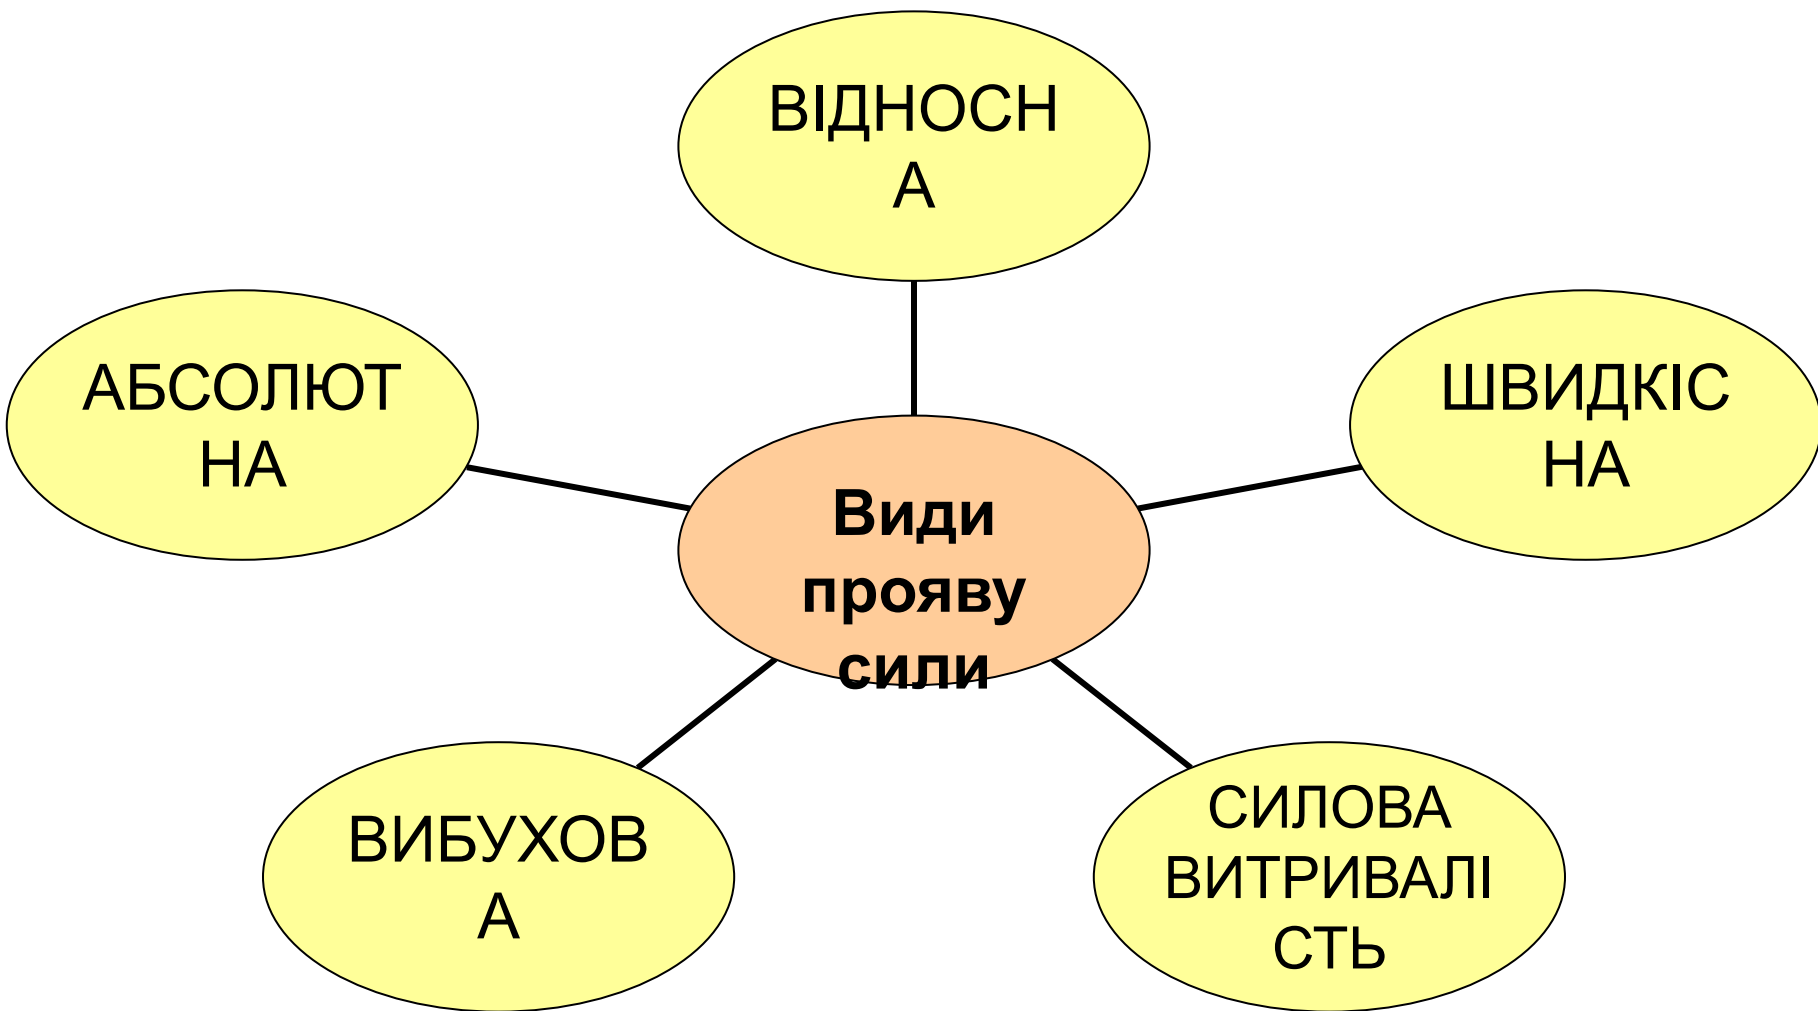 ВІДНОСН
А
АБСОЛЮТ
НА
ШВИДКІС
НА
Види
прояву
сили
ВИБУХОВ
А
СИЛОВА
ВИТРИВАЛІ
СТЬ